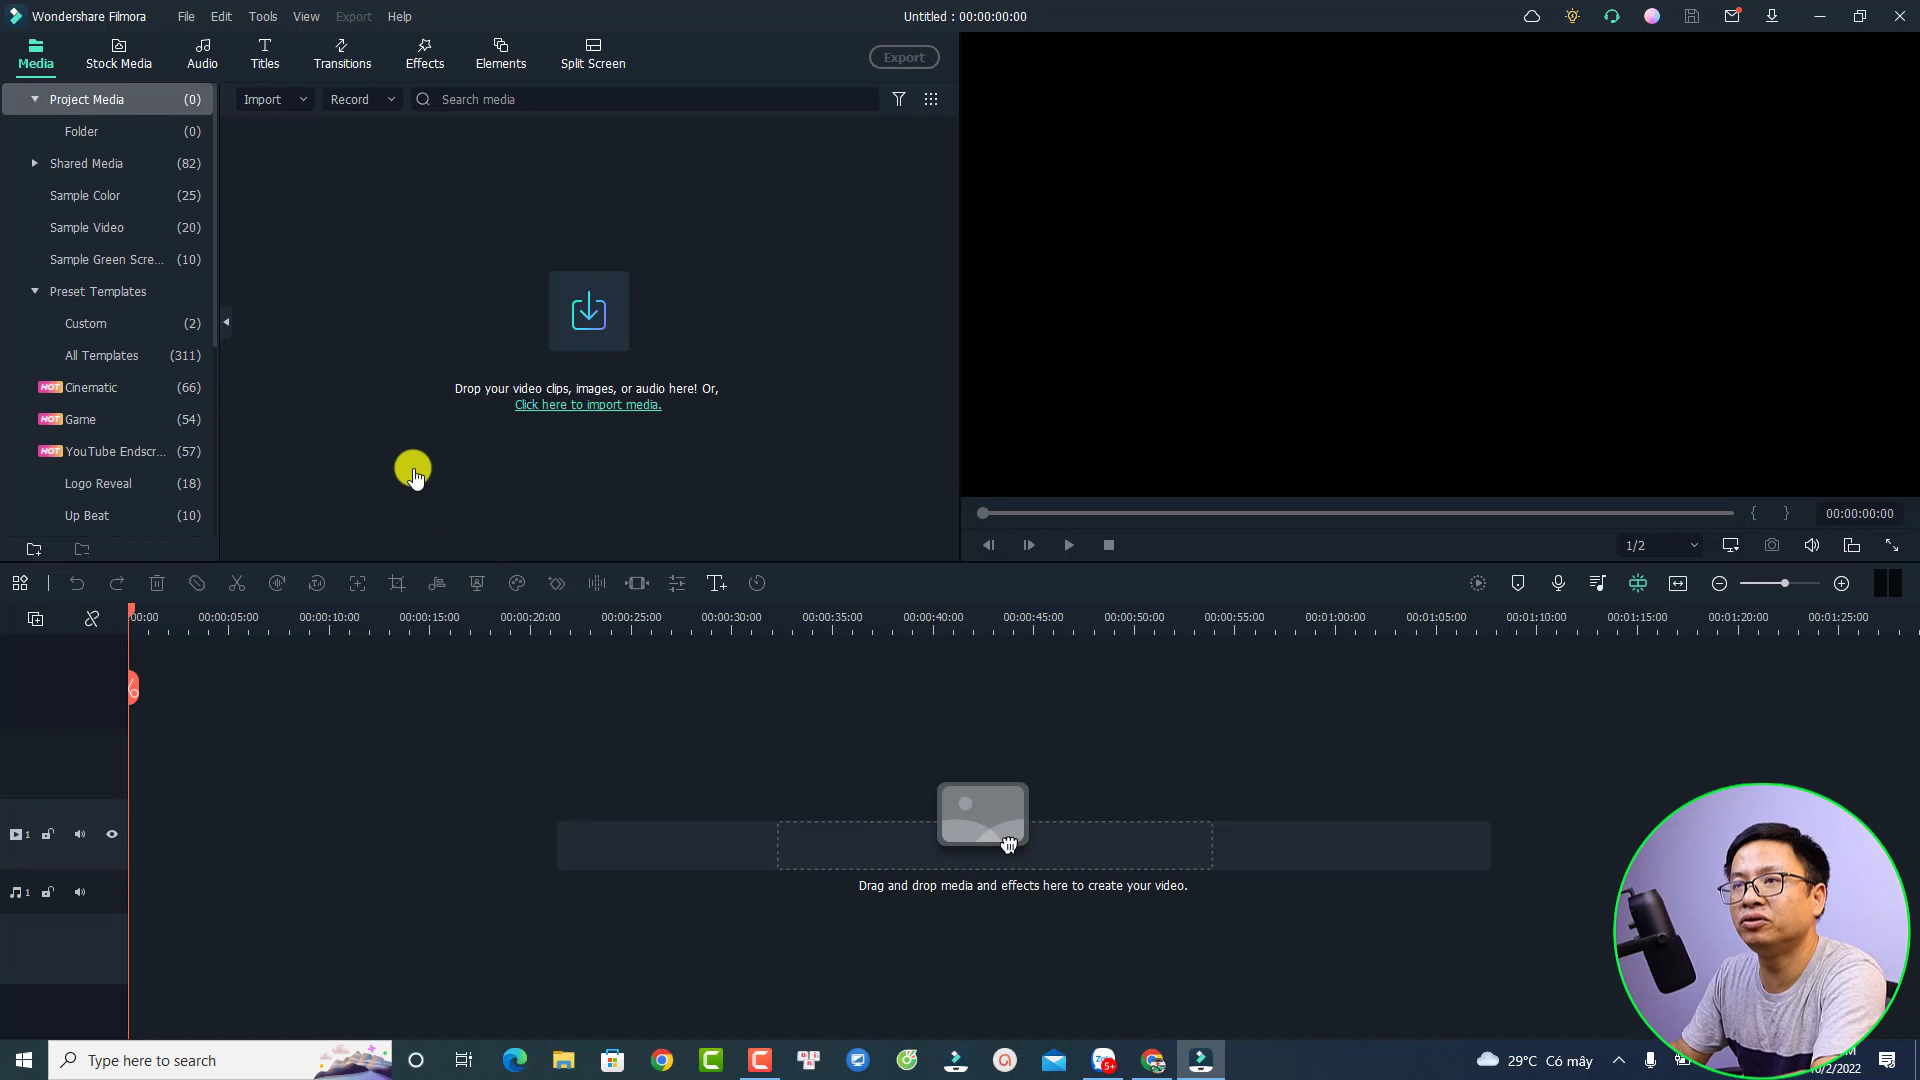 Wondershare Filmora File Edit Tools View Export Help Untitled : 00:00:00:00
Media Stock Media Audio Titles Transitions Effects Elements Split Screen Export
Project Media (0)
Folder (0)
Shared Media (82)
Sample Color (25)
Sample Video (20)
Sample Green Scre... (10)
Preset Templates
Custom (2)
All Templates (311)
HOT Cinematic (66)
HOT Game (54)
HOT YouTube Endscr... (57)
Logo Reveal (18)
Up Beat (10)
Import Record Search media
Drop your video clips, images, or audio here! Or,
Click here to import media.
{ } 00:00:00:00
1/2
00:00 00:00:05:00 00:00:10:00 00:00:15:00 00:00:20:00 00:00:25:00 00:00:30:00 00:00:35:00 00:00:40:00 00:00:45:00 00:00:50:00 00:00:55:00 00:01:00:00 00:01:05:00 00:01:10:00 00:01:15:00 00:01:20:00 00:01:25:00
1
1
Drag and drop media and effects here to create your video.
Type here to search
Zalo
5+
29°C Có mây
10/2/2022